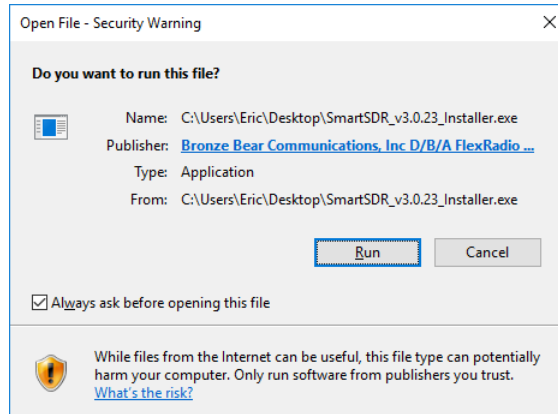 Open File - Security Warning
Do you want to run this file?
Name: C:\Users\Eric\Desktop\SmartSDR_v3.0.23_Installer.exe
Publisher: Bronze Bear Communications, Inc D/B/A FlexRadio ...
Type: Application
From: C:\Users\Eric\Desktop\SmartSDR_v3.0.23_Installer.exe
Run Cancel
Always ask before opening this file
While files from the Internet can be useful, this file type can potentially
harm your computer. Only run software from publishers you trust.
What's the risk?